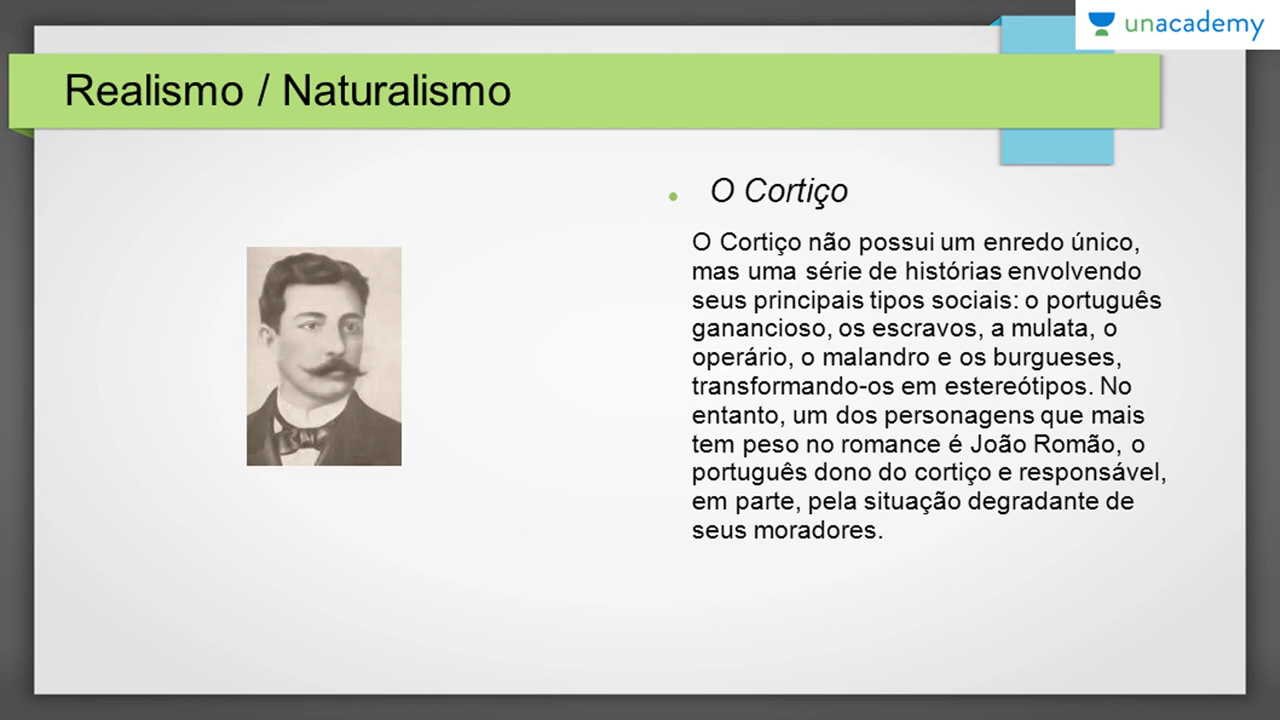 unacademy
Realismo / Naturalismo
O Cortiço
O Cortiço não possui um enredo único,
mas uma série de histórias envolvendo
seus principais tipos sociais: o português
ganancioso, os escravos, a mulata, o
operário, o malandro e os burgueses,
transformando-os em estereótipos. No
entanto, um dos personagens que mais
tem peso no romance é João Romão, o
português dono do cortiço e responsável,
em parte, pela situação degradante de
seus moradores.